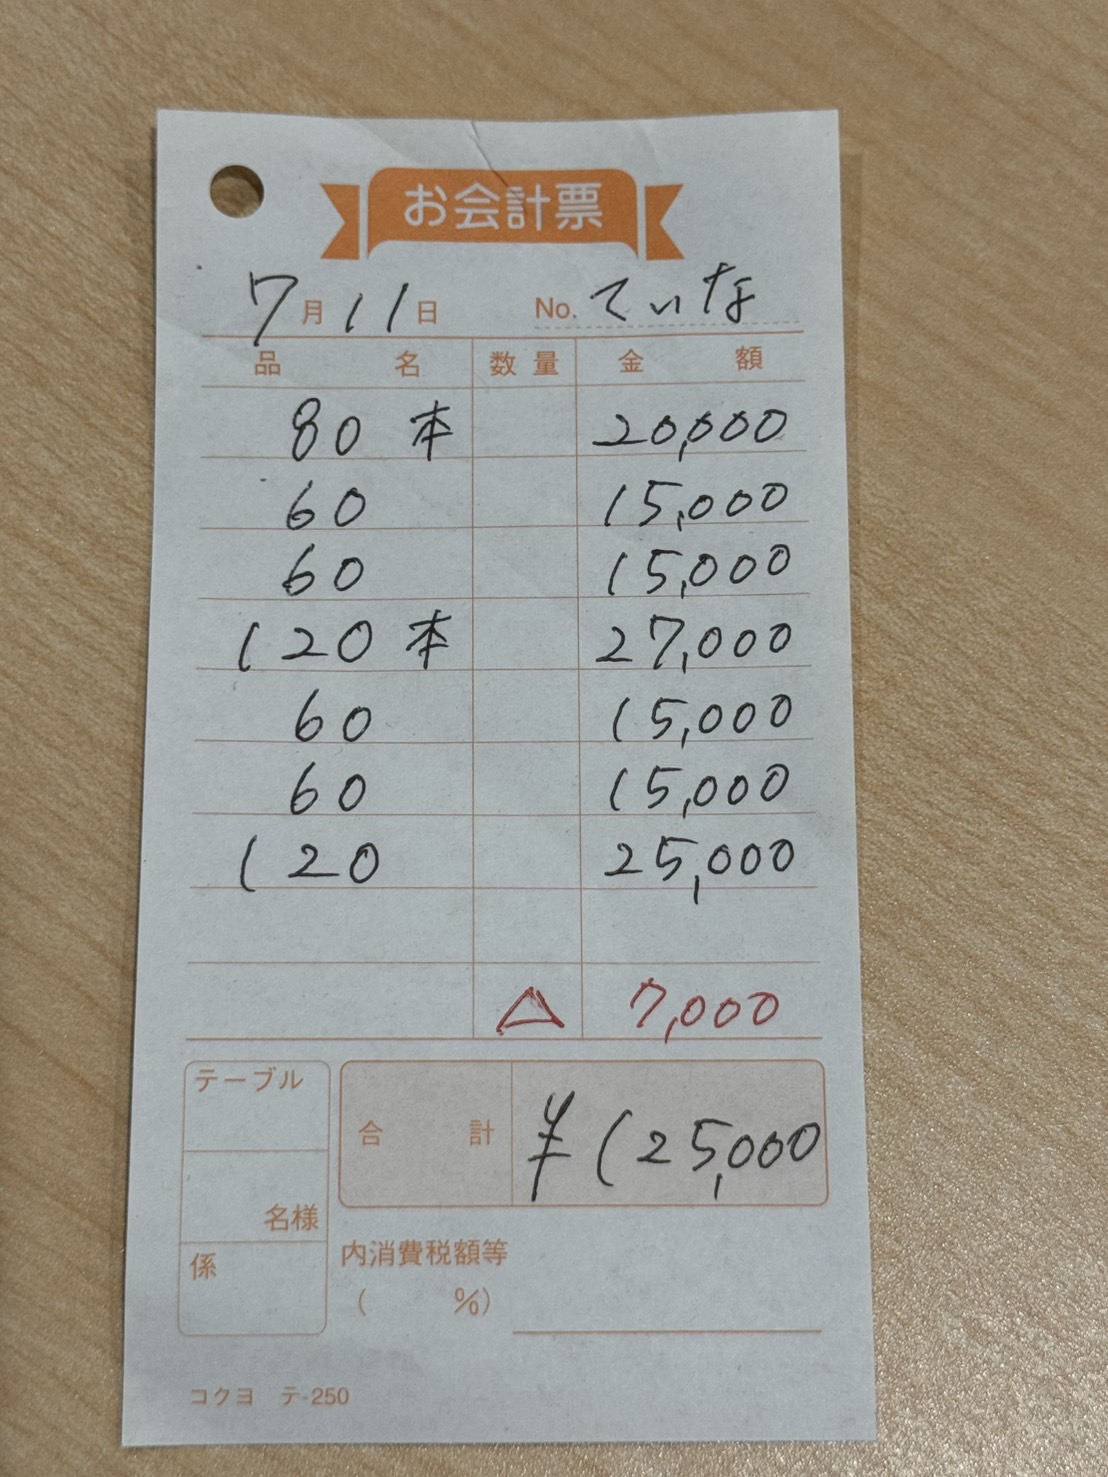 お会計票
7月11日 No. てぃな
品名 数量 金額
80 本 20,000
60 15,000
60 15,000
120 本 27,000
60 15,000
60 15,000
120 25,000
△ 7,000
テーブル
名様
係
合計 ¥125,000
内消費税額等
( %)
コクヨ テ-250